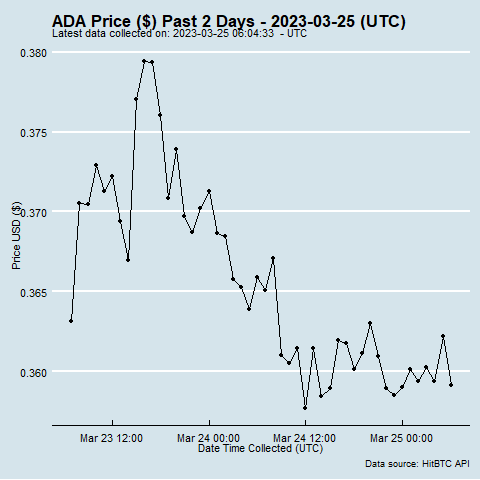 ADA Price ($) Past 2 Days - 2023-03-25 (UTC)
Latest data collected on: 2023-03-25 06:04:33 - UTC
0.380
0.375
0.370
0.365
0.360
Price USD ($)
Mar 23 12:00
Mar 24 00:00
Mar 24 12:00
Mar 25 00:00
Date Time Collected (UTC)
Data source: HitBTC API